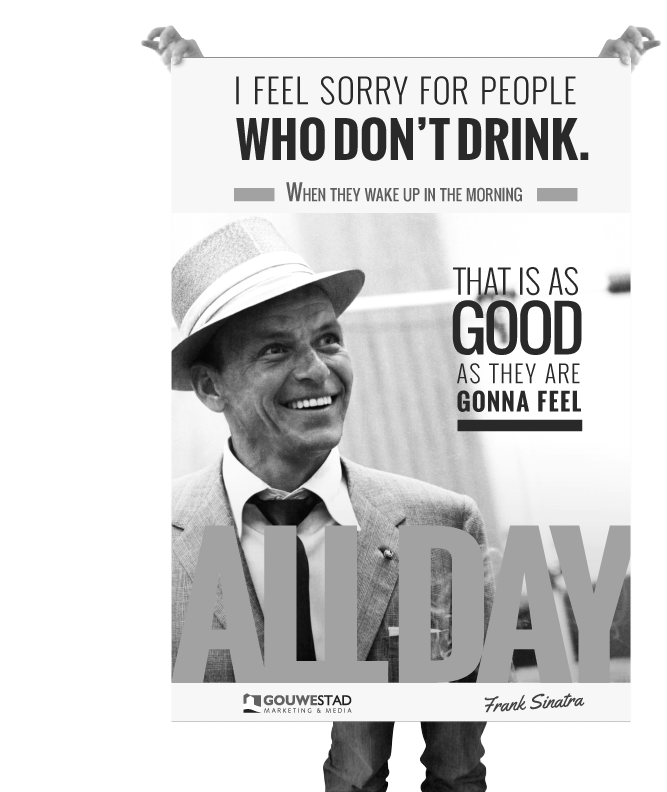 I FEEL SORRY FOR PEOPLE
WHO DON'T DRINK.
WHEN THEY WAKE UP IN THE MORNING
THAT IS AS
GOOD
AS THEY ARE
GONNA FEEL
ALL DAY
GOUWESTAD
MARKETING & MEDIA
Frank Sinatra